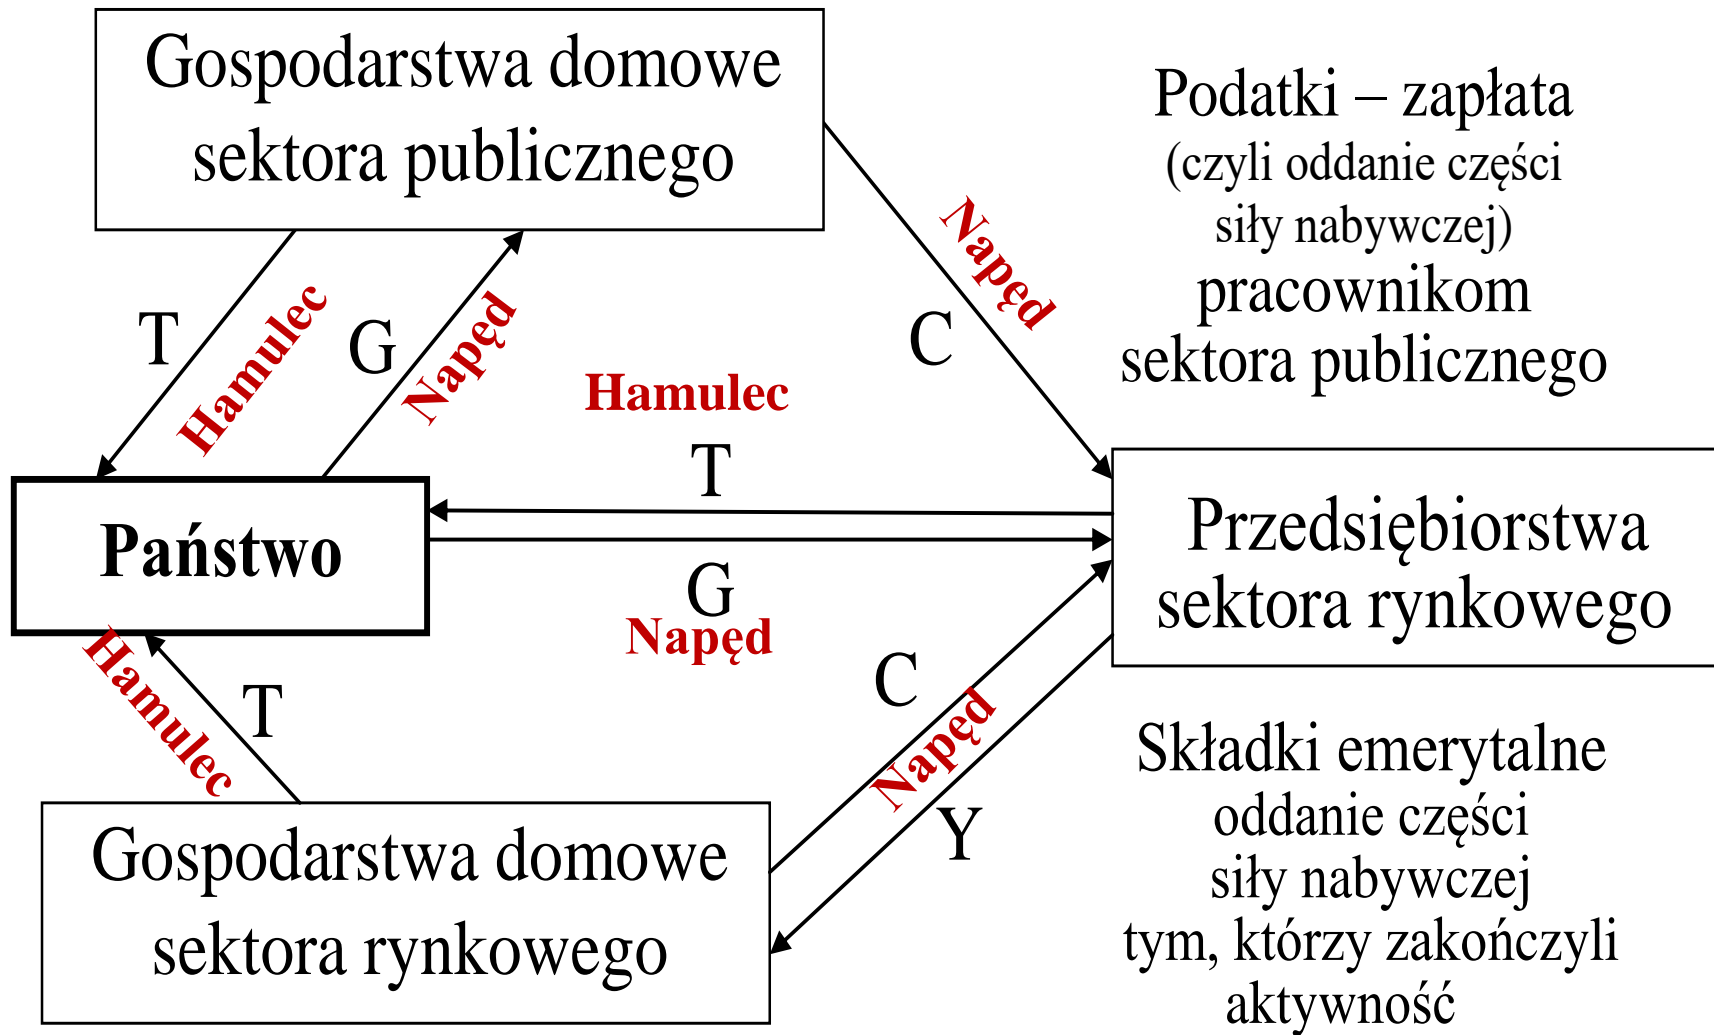 Gospodarstwa domowe
sektora publicznego
Podatki – zapłata
(czyli oddanie części
siły nabywczej)
pracownikom
sektora publicznego
T
Hamulec
G
Napęd
C
Napęd
Hamulec
T
Państwo
G
Napęd
Przedsiębiorstwa
sektora rynkowego
Hamulec
T
C
Napęd
Y
Gospodarstwa domowe
sektora rynkowego
Składki emerytalne
oddanie części
siły nabywczej
tym, którzy zakończyli
aktywność